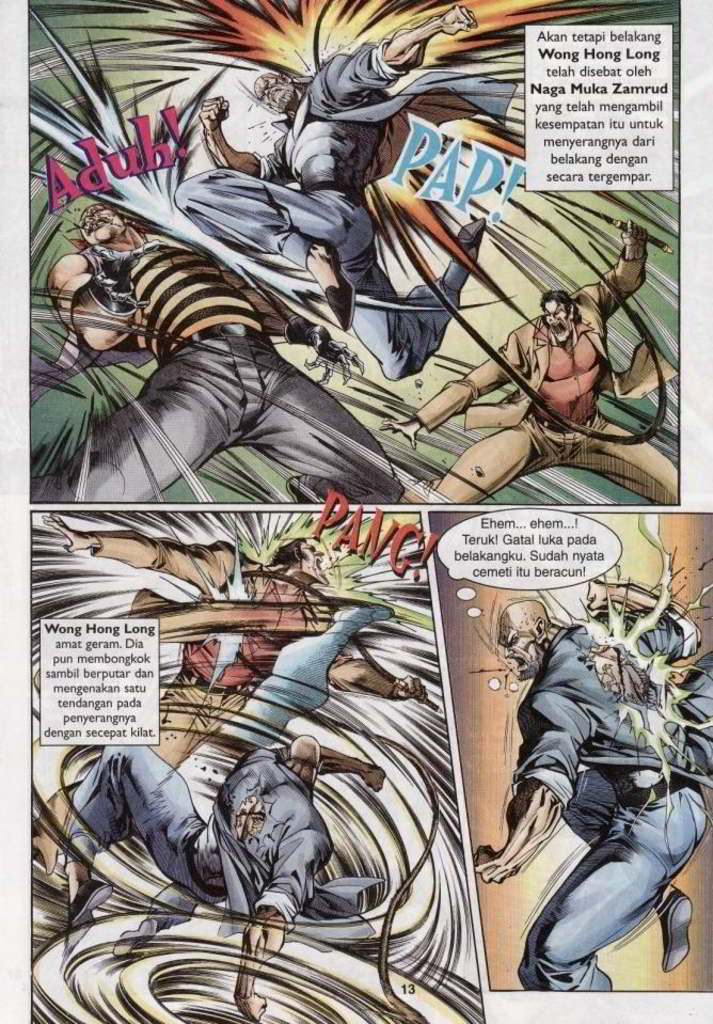 Akan tetapi belakang
Wong Hong Long
telah disebat oleh
Naga Muka Zamrud
yang telah mengambil
kesempatan itu untuk
menyerangnya dari
belakang dengan
secara tergempar.
Aduh!
PAP!
PANG!
Wong Hong Long
amat geram. Dia
pun membongkok
sambil berputar dan
mengenakan satu
tendangan pada
penyerangnya
dengan secepat kilat.
Ehem... ehem...!
Teruk! Gatal luka pada
belakangku. Sudah nyata
cemeti itu beracun!
13